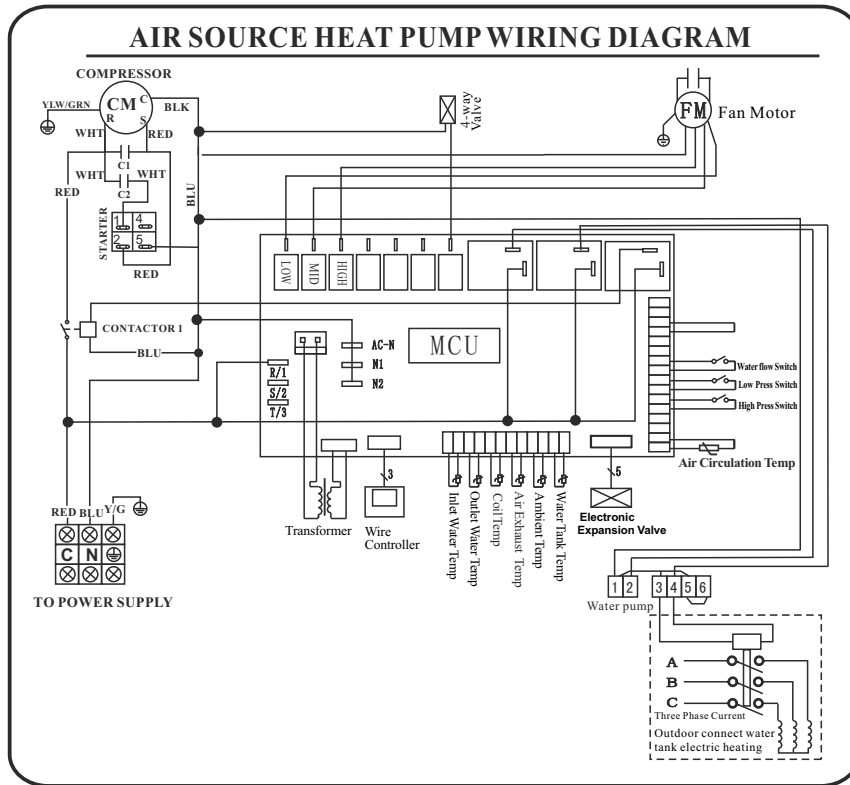 AIR SOURCE HEAT PUMP WIRING DIAGRAM
COMPRESSOR
YLW/GRN
CM
C
R
S
BLK
WHT
RED
C1
WHT
WHT
C2
RED
BLU
STARTER
1
4
2
5
RED
4-way
Valve
FM
Fan Motor
LOW
MID
HIGH
CONTACTOR 1
BLU
AC-N
N1
N2
R/1
S/2
T/3
MCU
Water flow Switch
Low Press Switch
High Press Switch
Air Circulation Temp
3
5
Transformer
Wire
Controller
Inlet Water Temp
Outlet Water Temp
Coil Temp
Air Exhaust Temp
Ambient Temp
Water Tank Temp
Electronic
Expansion Valve
RED
BLU
Y/G
C
N
TO POWER SUPPLY
1
2
3
4
5
6
Water pump
A
B
C
Three Phase Current
Outdoor connect water
tank electric heating